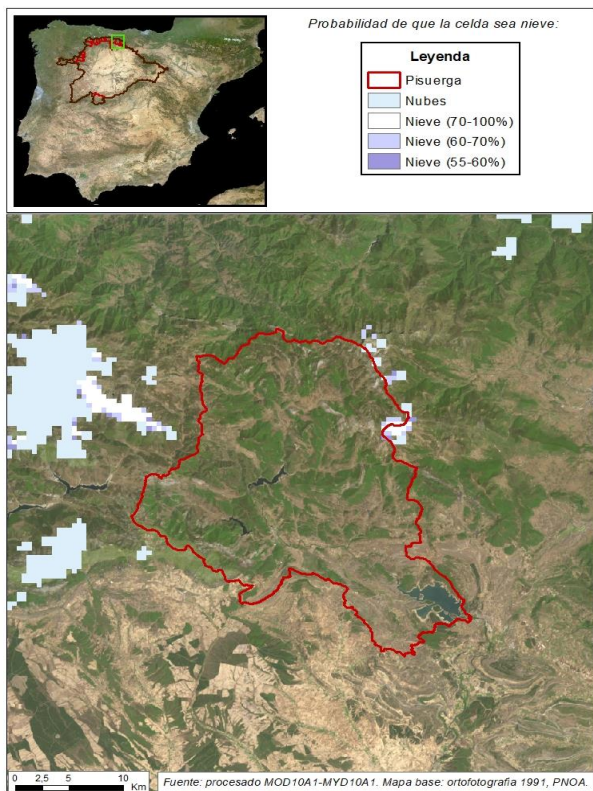 Probabilidad de que la celda sea nieve:
Leyenda
Pisuerga
Nubes
Nieve (70-100%)
Nieve (60-70%)
Nieve (55-60%)
0 2,5 5 10
Km
Fuente: procesado MOD10A1-MYD10A1. Mapa base: ortofotografia 1991, PNOA.